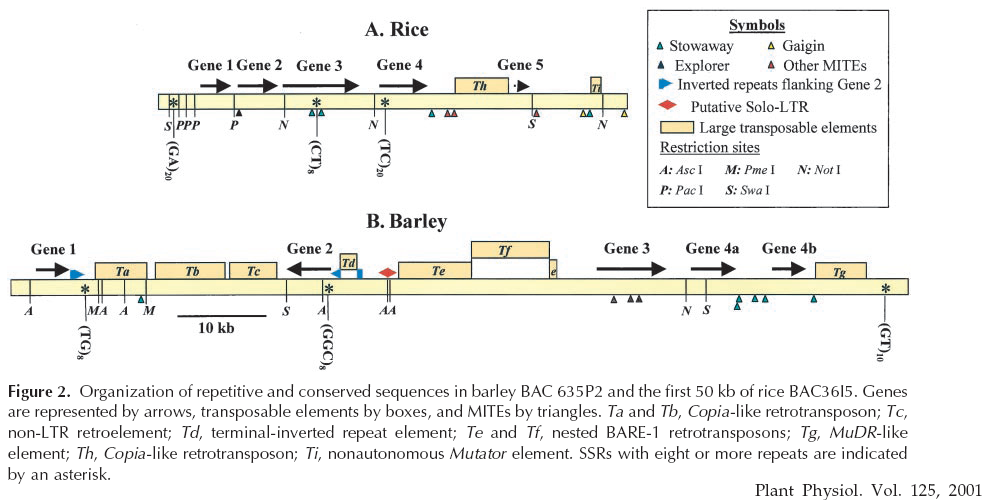 A. Rice
Gene 1 Gene 2 Gene 3 Gene 4 Gene 5
Th Ti
* * *
S P P P P N N S N
(GA)20 (CT)8 (TC)20
Symbols
Stowaway Gaigin
Explorer Other MITEs
Inverted repeats flanking Gene 2
Putative Solo-LTR
Large transposable elements
Restriction sites
A: Asc I M: Pme I N: Not I
P: Pac I S: Swa I
B. Barley
Gene 1 Gene 2 Gene 3 Gene 4a Gene 4b
Ta Tb Tc Td Te Tf e Tg
* * *
A M A A M S A A A N S
10 kb
(TG)8 (GGC)8 (GT)10
Figure 2. Organization of repetitive and conserved sequences in barley BAC 635P2 and the first 50 kb of rice BAC36I5. Genes
are represented by arrows, transposable elements by boxes, and MITEs by triangles. Ta and Tb, Copia-like retrotransposon; Tc,
non-LTR retroelement; Td, terminal-inverted repeat element; Te and Tf, nested BARE-1 retrotransposons; Tg, MuDR-like
element; Th, Copia-like retrotransposon; Ti, nonautonomous Mutator element. SSRs with eight or more repeats are indicated
by an asterisk.
Plant Physiol. Vol. 125, 2001